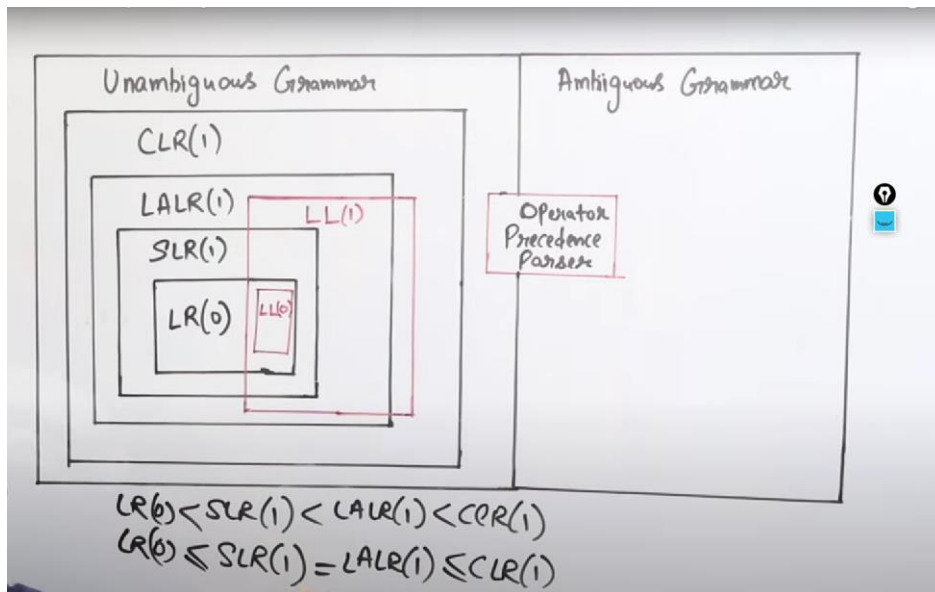 Unambiguous Grammar
Ambiguous Grammar
CLR(1)
LALR(1)
LL(1)
SLR(1)
LR(0)
LL(0)
Operator
Precedence
Parser
LR(0) < SLR(1) < LALR(1) < CLR(1)
LR(0) ≤ SLR(1) = LALR(1) ≤ CLR(1)